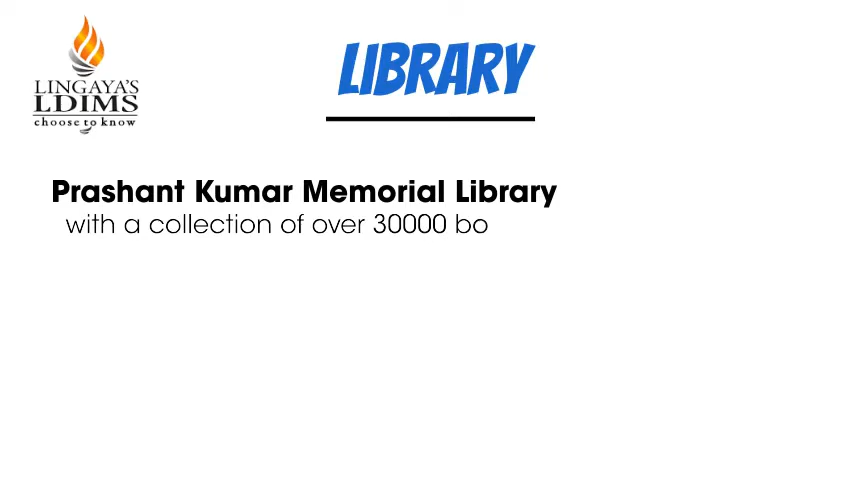 LINGAYA'S
LDIMS
choose to know
LIBRARY
Prashant Kumar Memorial Library
with a collection of over 30000 bo